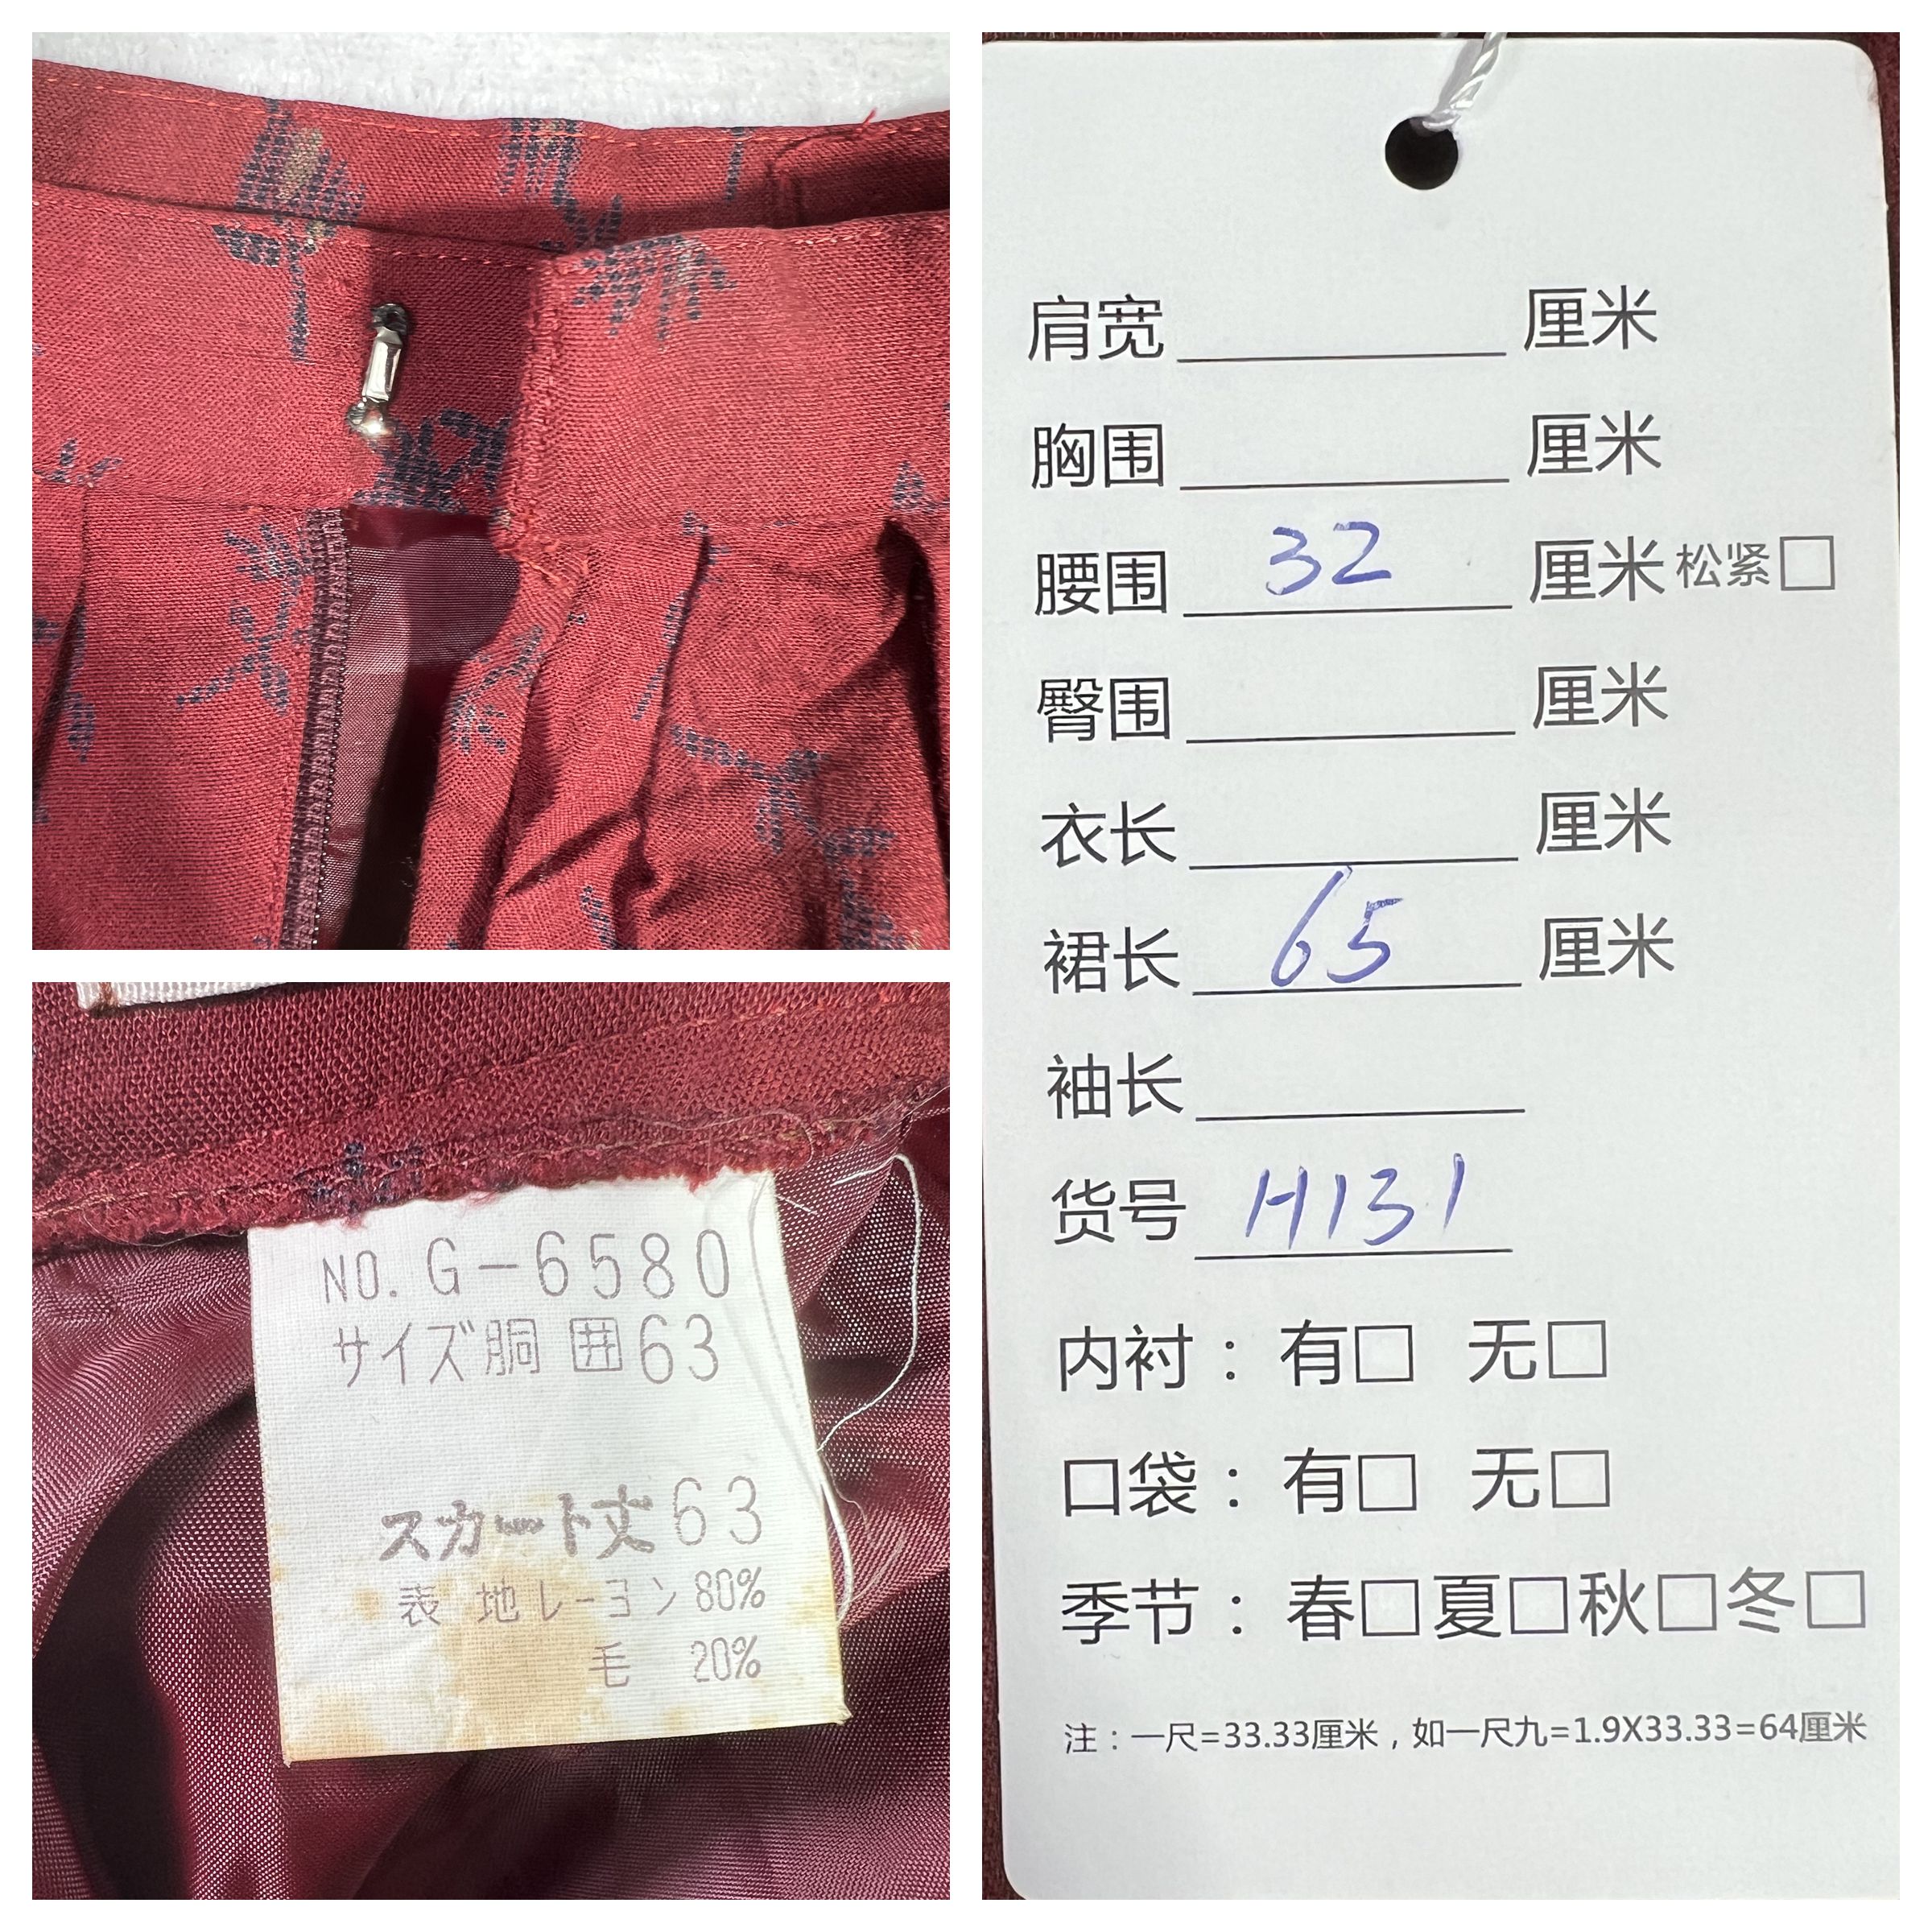 NO. G-6580
サイズ胴囲63
スカート丈63
表地レーヨン80%
毛 20%
肩宽 厘米
胸围 厘米
腰围 32 厘米 松紧□
臀围 厘米
衣长 厘米
裙长 65 厘米
袖长
货号 H131
内衬：有□ 无□
口袋：有□ 无□
季节：春□夏□秋□冬□
注：一尺=33.33厘米，如一尺九=1.9X33.33=64厘米